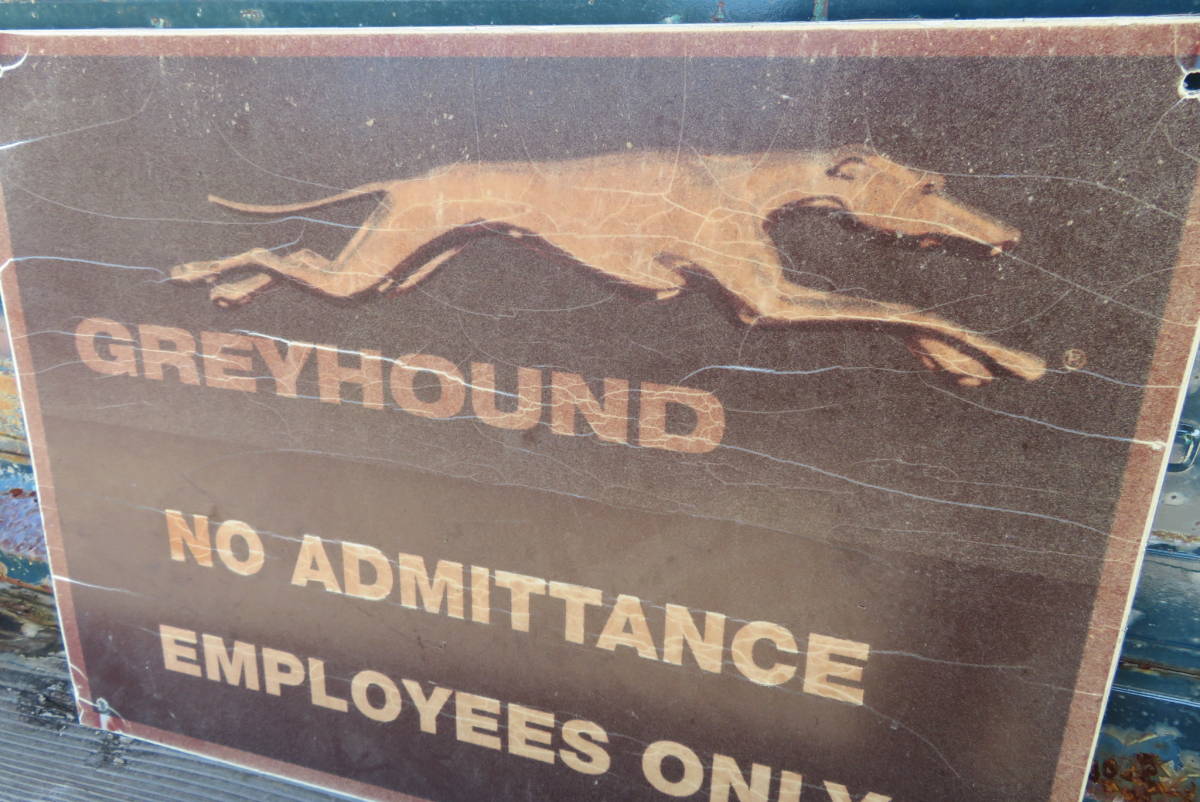 ®
GREYHOUND
NO ADMITTANCE
EMPLOYEES ONLY